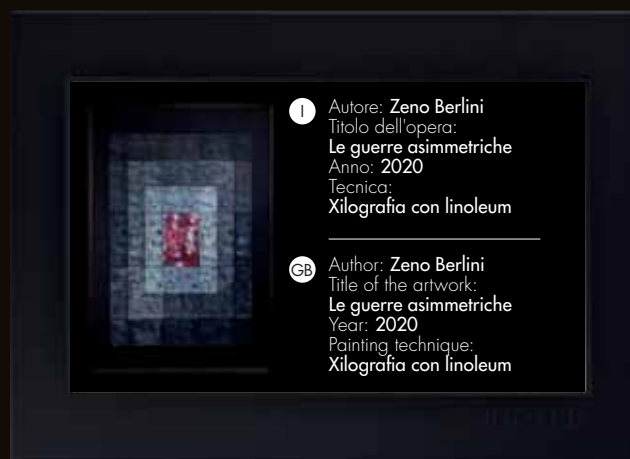 I
Autore: Zeno Berlini
Titolo dell'opera:
Le guerre asimmetriche
Anno: 2020
Tecnica:
Xilografia con linoleum
GB
Author: Zeno Berlini
Title of the artwork:
Le guerre asimmetriche
Year: 2020
Painting technique:
Xilografia con linoleum